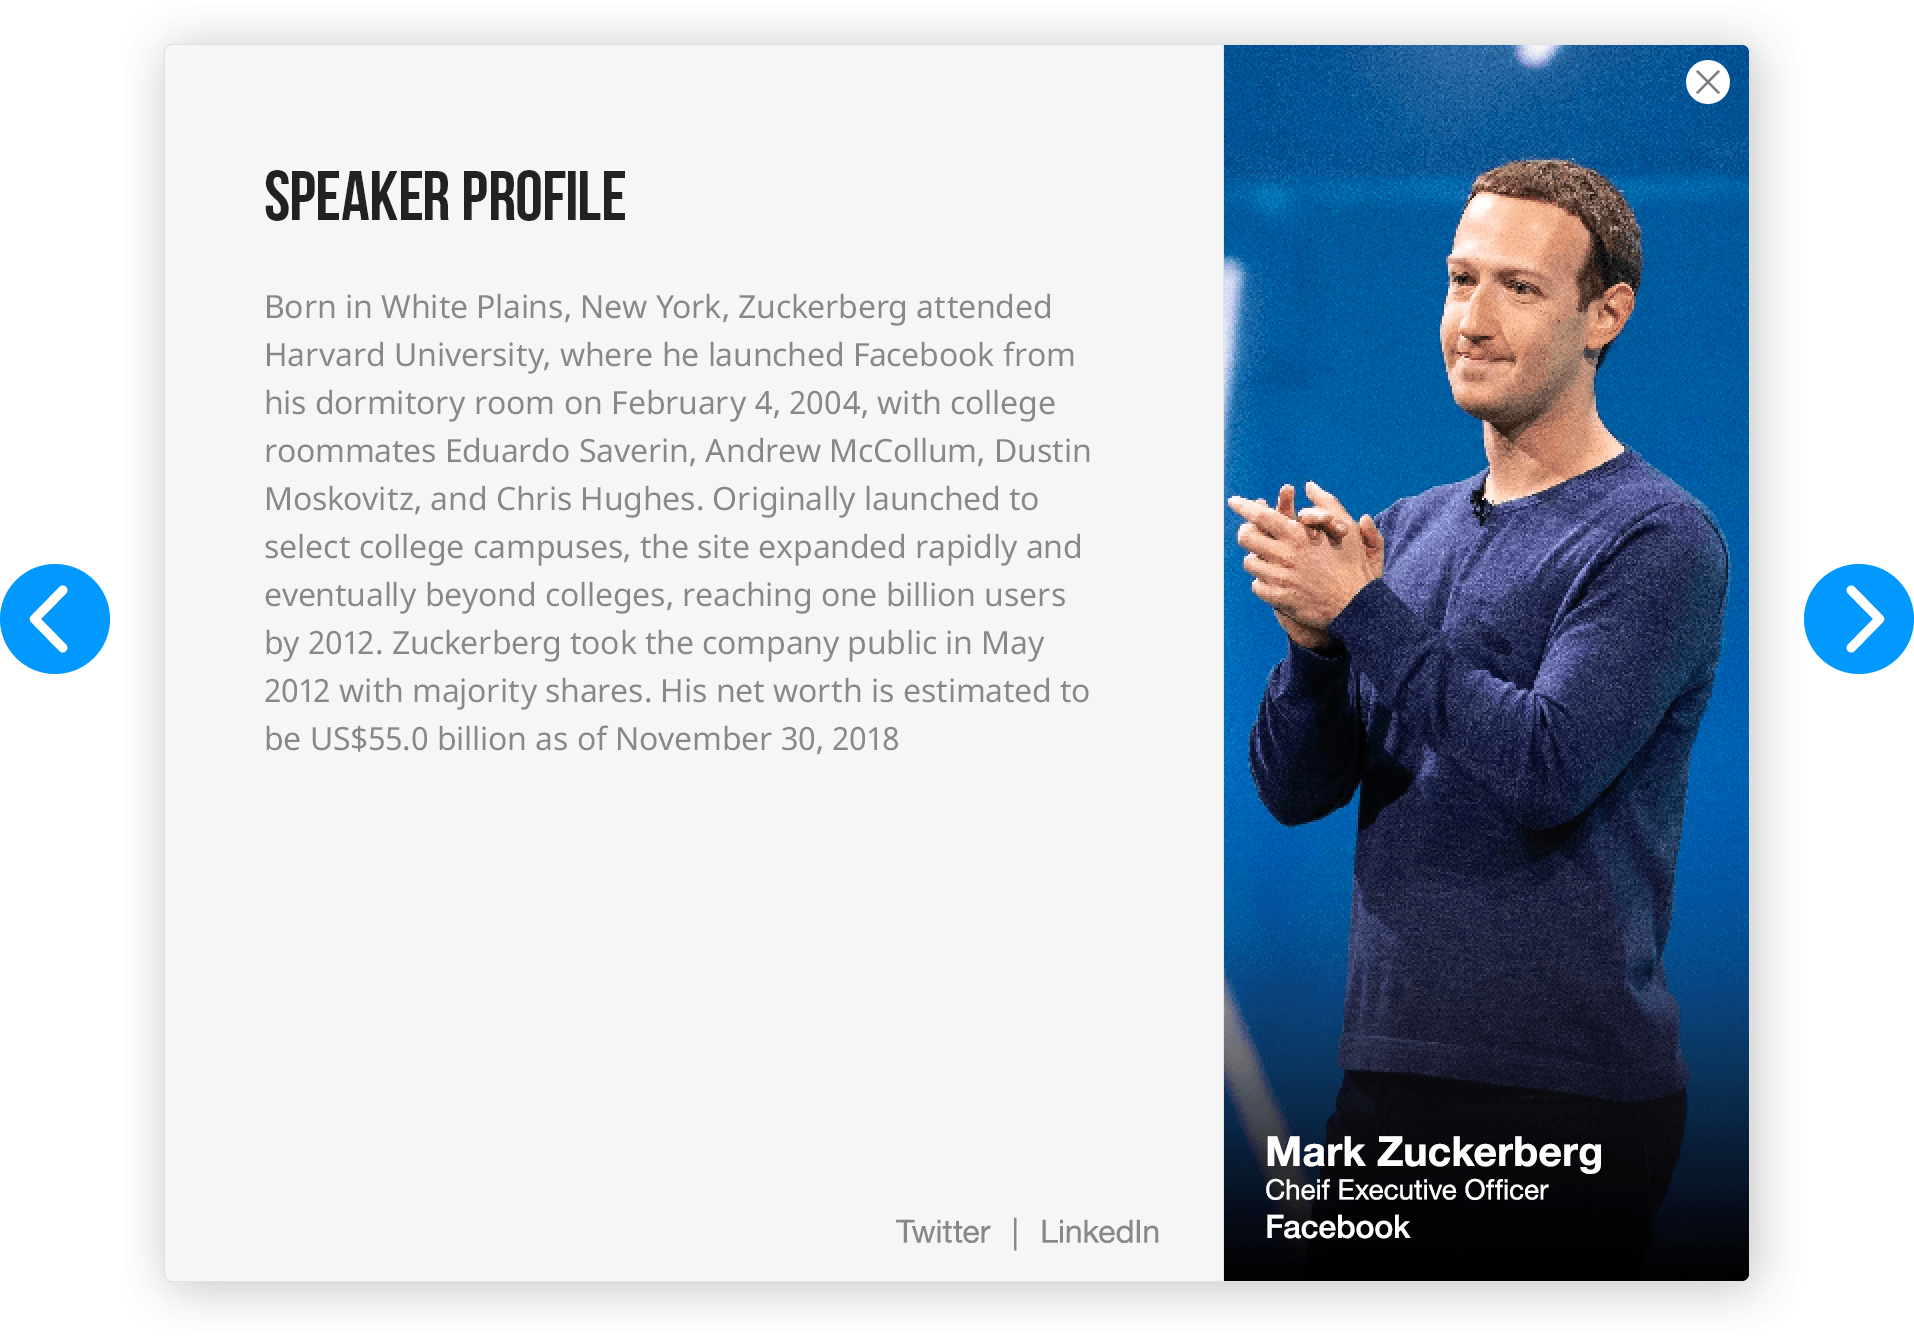 SPEAKER PROFILE
Born in White Plains, New York, Zuckerberg attended
Harvard University, where he launched Facebook from
his dormitory room on February 4, 2004, with college
roommates Eduardo Saverin, Andrew McCollum, Dustin
Moskovitz, and Chris Hughes. Originally launched to
select college campuses, the site expanded rapidly and
eventually beyond colleges, reaching one billion users
by 2012. Zuckerberg took the company public in May
2012 with majority shares. His net worth is estimated to
be US$55.0 billion as of November 30, 2018
Twitter | LinkedIn
Mark Zuckerberg
Cheif Executive Officer
Facebook